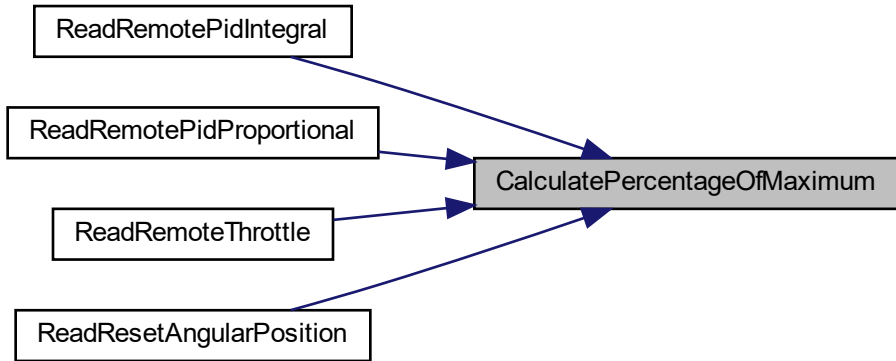 ReadRemotePidIntegral
ReadRemotePidProportional
CalculatePercentageOfMaximum
ReadRemoteThrottle
ReadResetAngularPosition